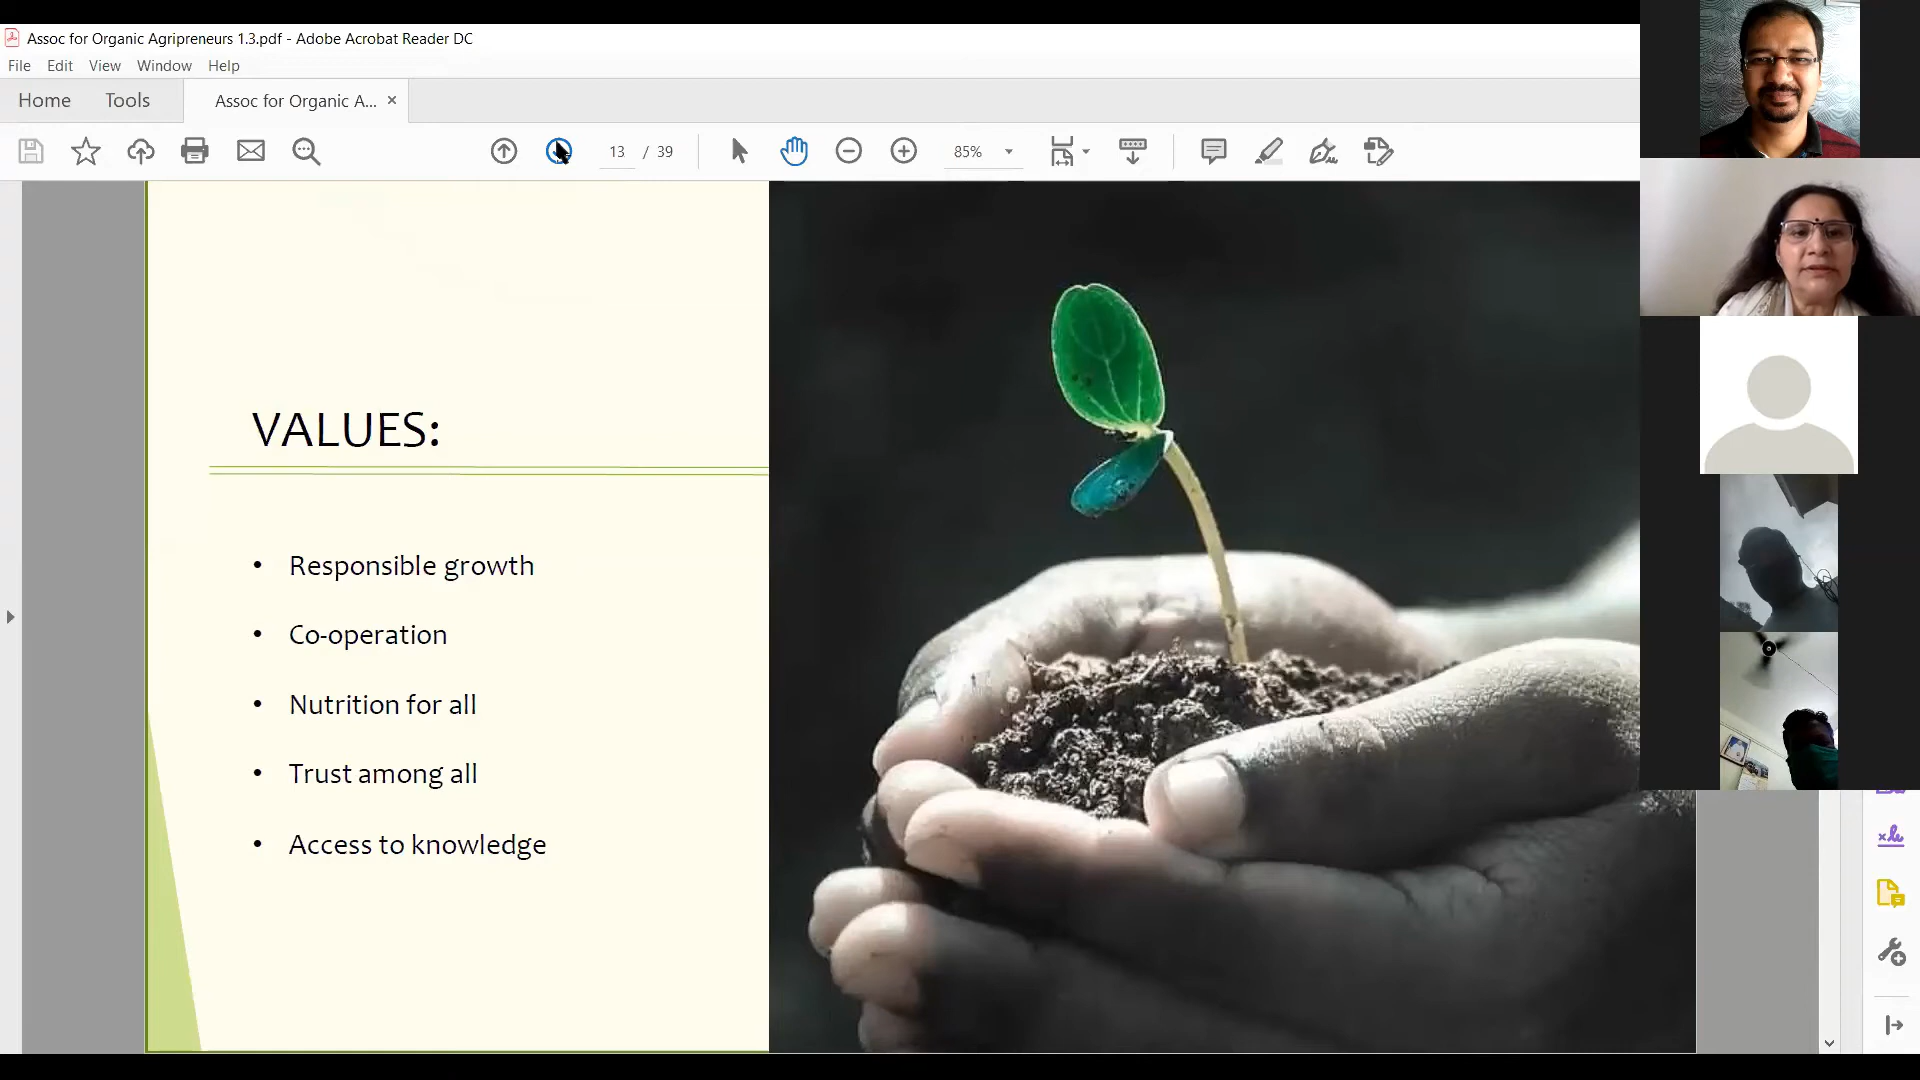 Assoc for Organic Agripreneurs 1.3.pdf - Adobe Acrobat Reader DC
File Edit View Window Help
Home Tools Assoc for Organic A... ×
13 / 39 85%
VALUES:
• Responsible growth
• Co-operation
• Nutrition for all
• Trust among all
• Access to knowledge